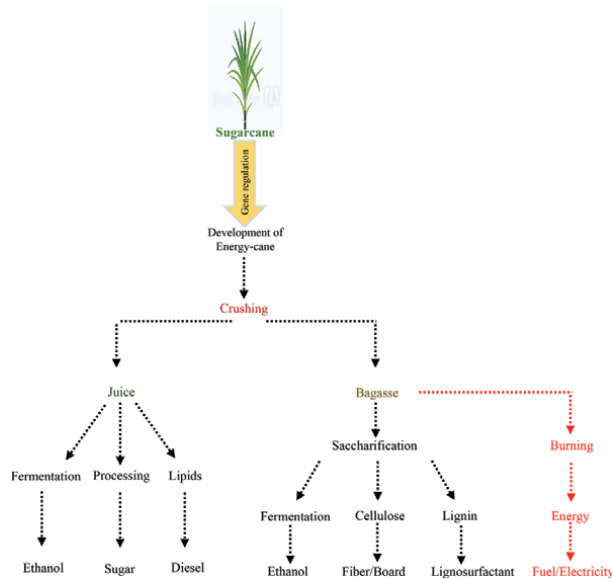 Sugarcane
Gene regulation
Development of
Energy-cane
Crushing
Juice
Bagasse
Saccharification
Burning
Fermentation
Processing
Lipids
Fermentation
Cellulose
Lignin
Energy
Ethanol
Sugar
Diesel
Ethanol
Fiber/Board
Lignosurfactant
Fuel/Electricity